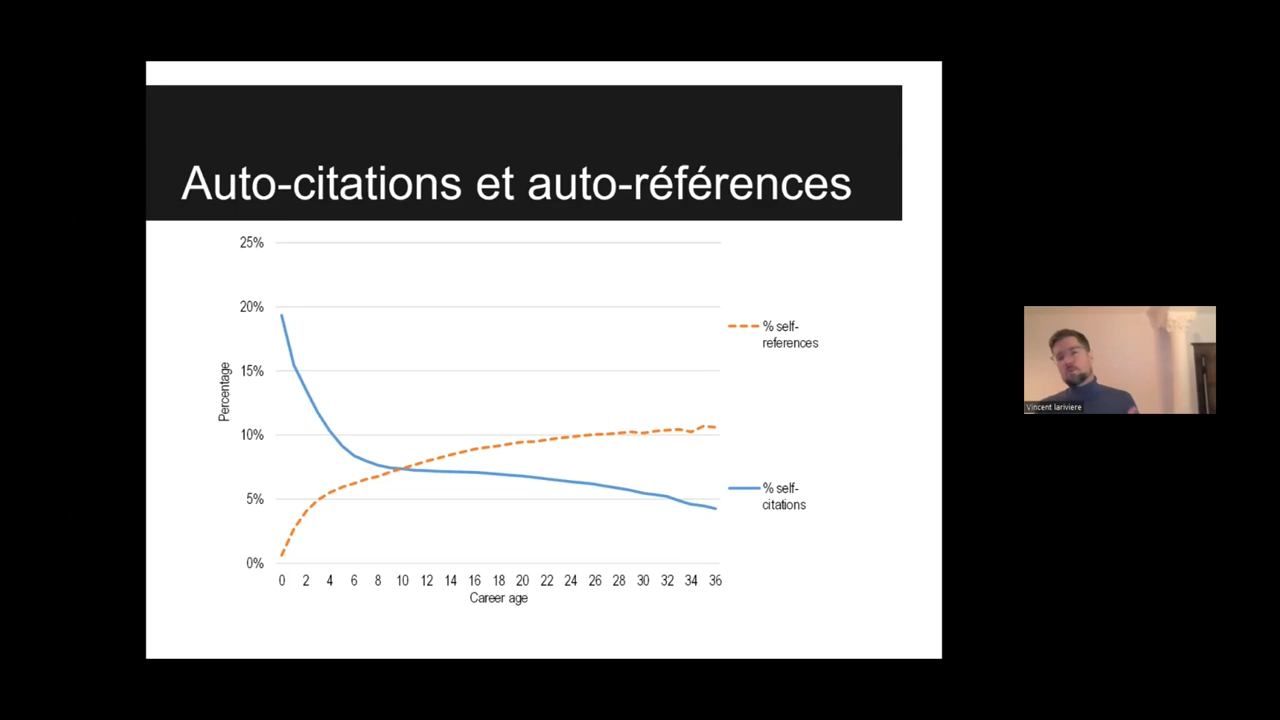 Auto-citations et auto-références
25%
20%
15%
10%
5%
0%
Percentage
0 2 4 6 8 10 12 14 16 18 20 22 24 26 28 30 32 34 36
Career age
% self-
references
% self-
citations
Vincent lariviere